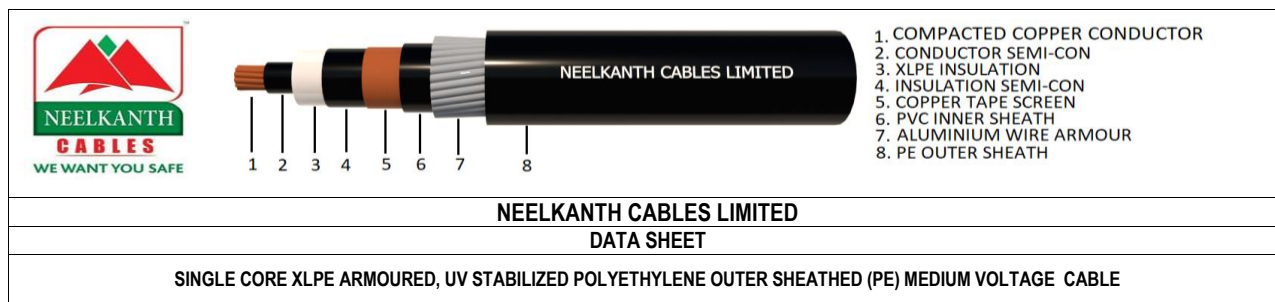 NEELKANTH
CABLES
WE WANT YOU SAFE
TM
NEELKANTH CABLES LIMITED
1 2 3 4 5 6 7 8
1. COMPACTED COPPER CONDUCTOR
2. CONDUCTOR SEMI-CON
3. XLPE INSULATION
4. INSULATION SEMI-CON
5. COPPER TAPE SCREEN
6. PVC INNER SHEATH
7. ALUMINIUM WIRE ARMOUR
8. PE OUTER SHEATH
NEELKANTH CABLES LIMITED
DATA SHEET
SINGLE CORE XLPE ARMOURED, UV STABILIZED POLYETHYLENE OUTER SHEATHED (PE) MEDIUM VOLTAGE CABLE